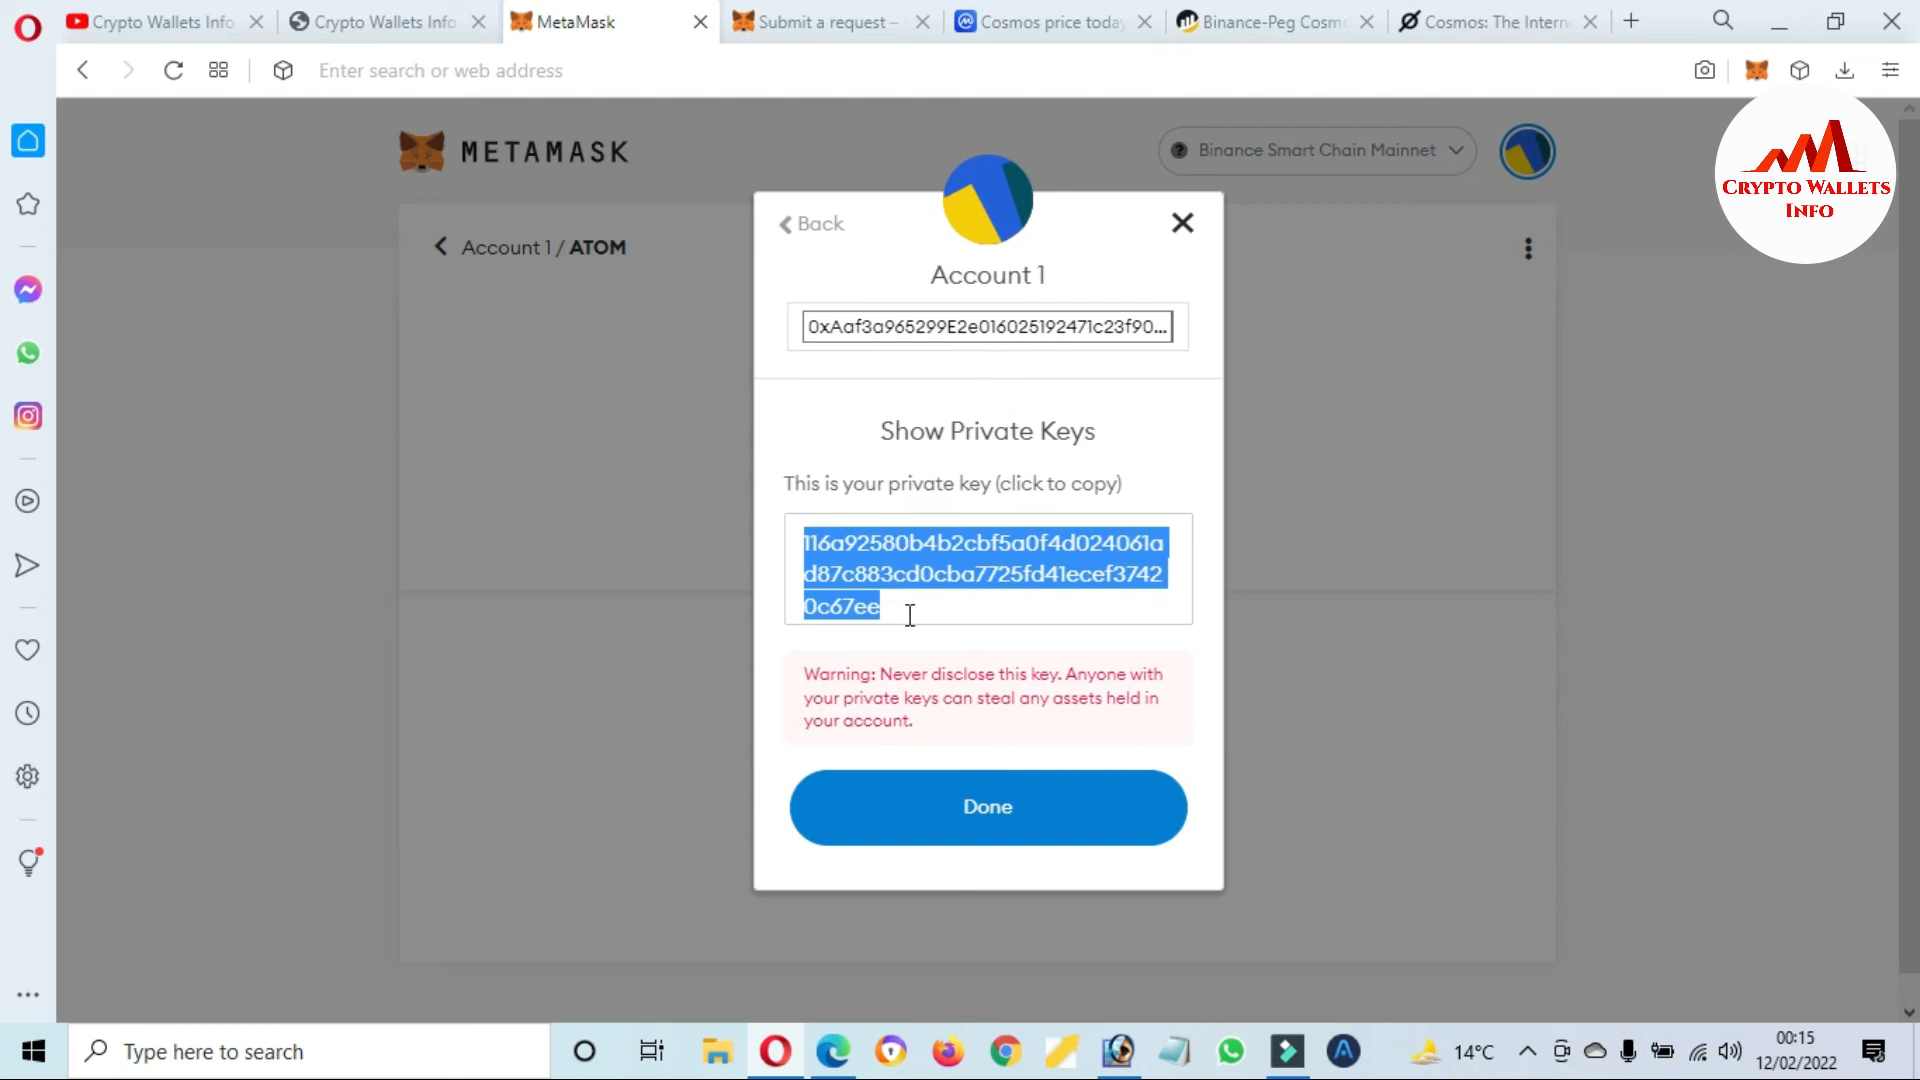 Crypto Wallets Info
Crypto Wallets Info
MetaMask
Submit a request –
Cosmos price today
Binance-Peg Cosmo
Cosmos: The Intern
Enter search or web address
METAMASK
Binance Smart Chain Mainnet
CRYPTO WALLETS
INFO
Account 1 / ATOM
Back
Account 1
0xAaf3a965299E2e016025192471c23f90...
Show Private Keys
This is your private key (click to copy)
116a92580b4b2cbf5a0f4d024061a
d87c883cd0cba7725fd41ecef3742
0c67ee
Warning: Never disclose this key. Anyone with
your private keys can steal any assets held in
your account.
Done
Type here to search
14°C
00:15
12/02/2022